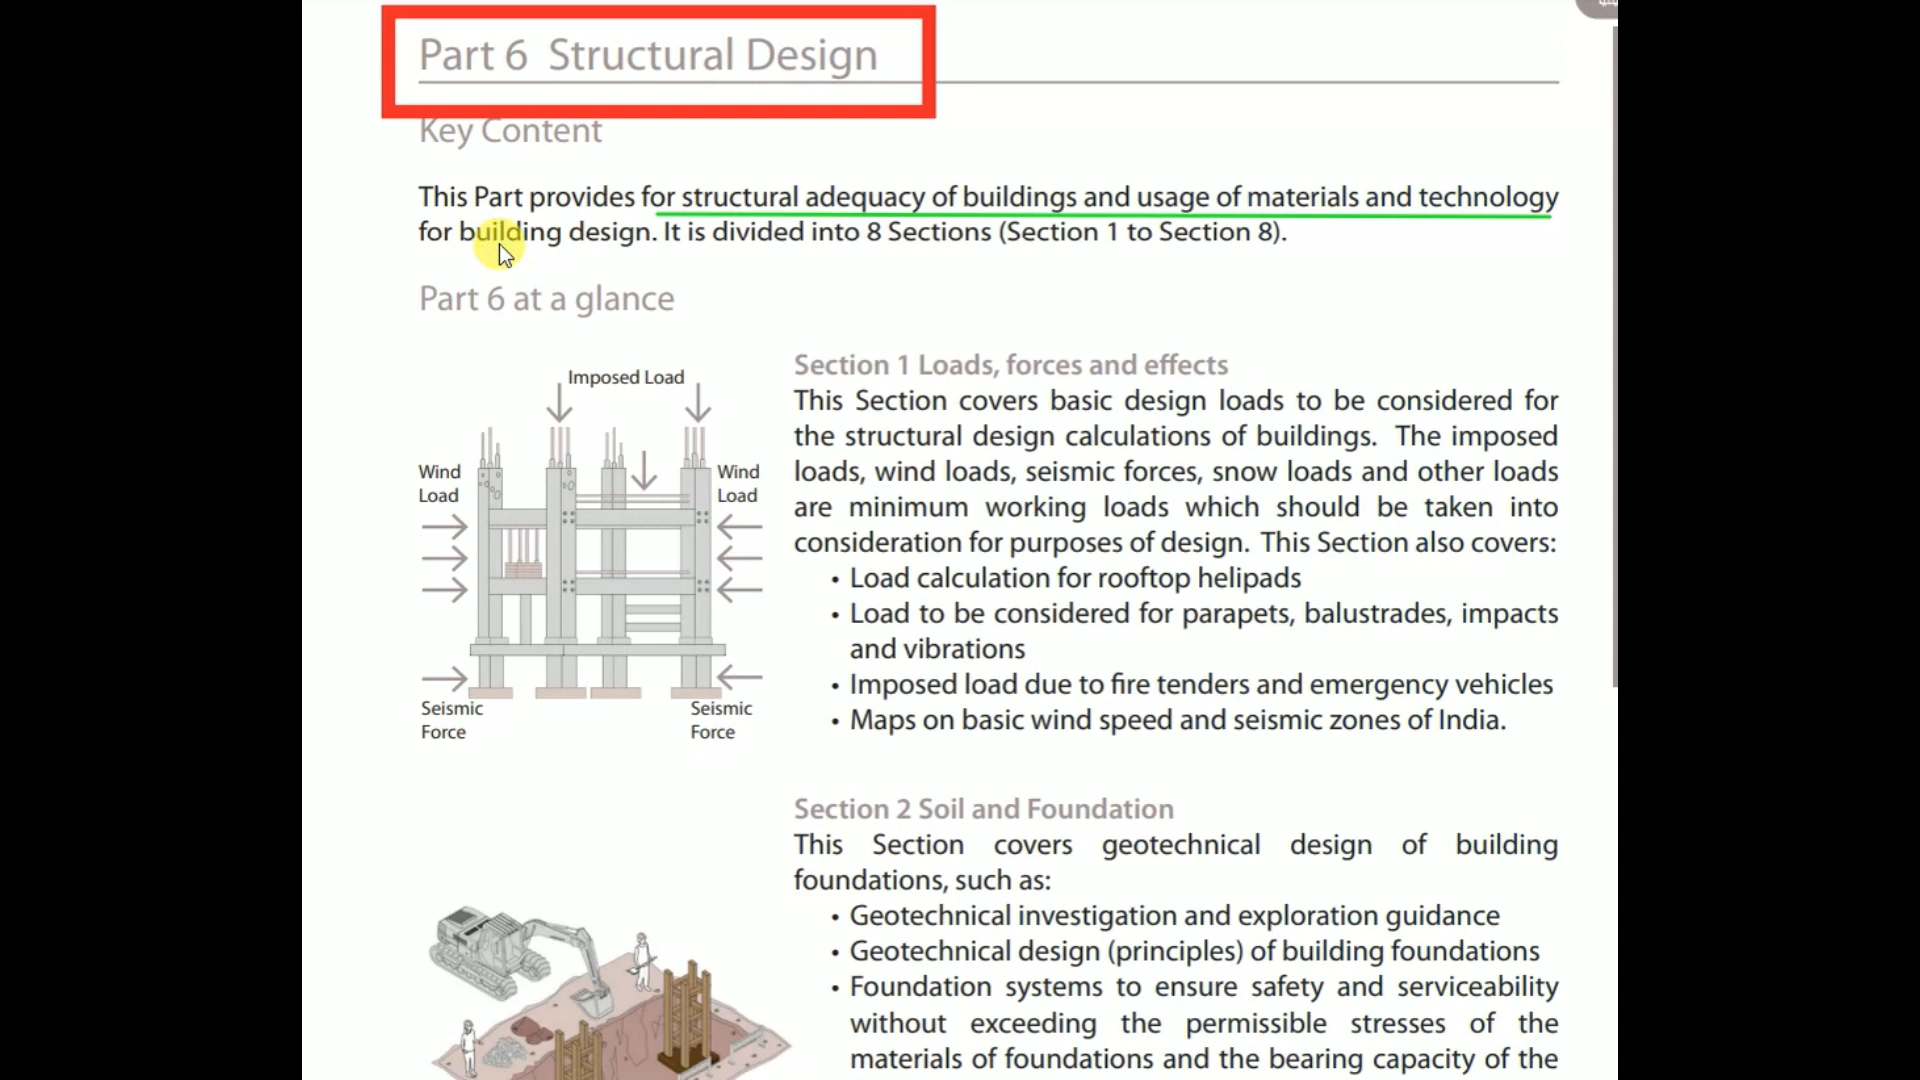 Part 6 Structural Design
Key Content
This Part provides for structural adequacy of buildings and usage of materials and technology
for building design. It is divided into 8 Sections (Section 1 to Section 8).
Part 6 at a glance
Imposed Load
Wind
Load
Wind
Load
Seismic
Force
Seismic
Force
Section 1 Loads, forces and effects
This Section covers basic design loads to be considered for
the structural design calculations of buildings. The imposed
loads, wind loads, seismic forces, snow loads and other loads
are minimum working loads which should be taken into
consideration for purposes of design. This Section also covers:
• Load calculation for rooftop helipads
• Load to be considered for parapets, balustrades, impacts
and vibrations
• Imposed load due to fire tenders and emergency vehicles
• Maps on basic wind speed and seismic zones of India.
Section 2 Soil and Foundation
This Section covers geotechnical design of building
foundations, such as:
• Geotechnical investigation and exploration guidance
• Geotechnical design (principles) of building foundations
• Foundation systems to ensure safety and serviceability
without exceeding the permissible stresses of the
materials of foundations and the bearing capacity of the